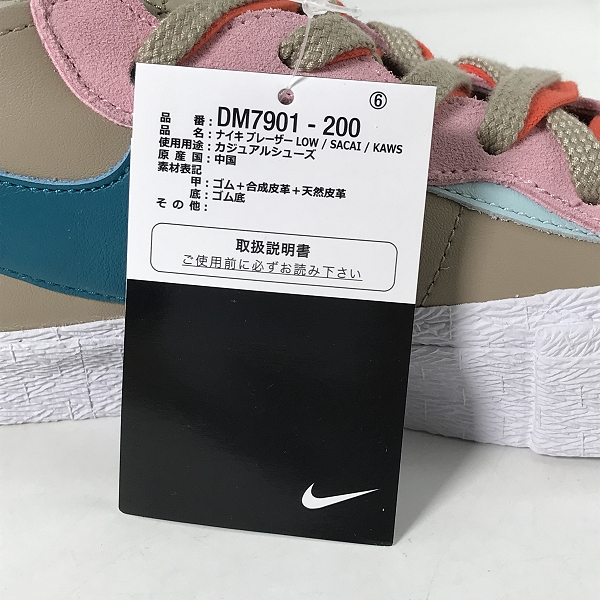 ⑥
品 番：DM7901 - 200
品 名：ナイキ ブレーザー LOW / SACAI / KAWS
使用用途：カジュアルシューズ
原 産 国：中国
素材表記
甲：ゴム＋合成皮革＋天然皮革
底：ゴム底
そ の 他：
取扱説明書
ご使用前に必ずお読み下さい